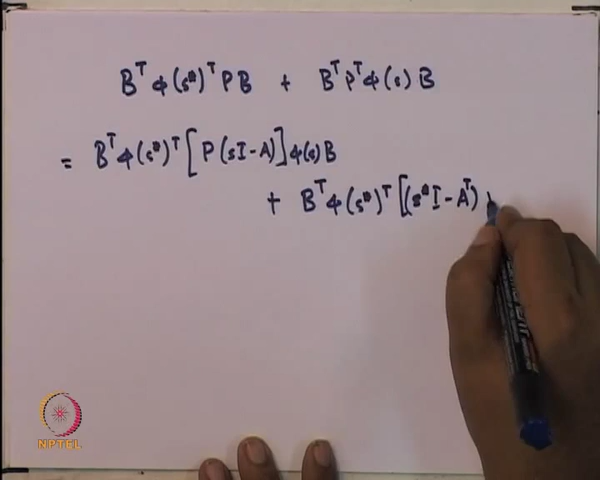 Bᵀ φ(s*)ᵀ P B + Bᵀ Pᵀ φ(s) B
= Bᵀ φ(s*)ᵀ [ P(sI - A) ] φ(s) B
+ Bᵀ φ(s*)ᵀ [(s*I - Aᵀ)
NPTEL